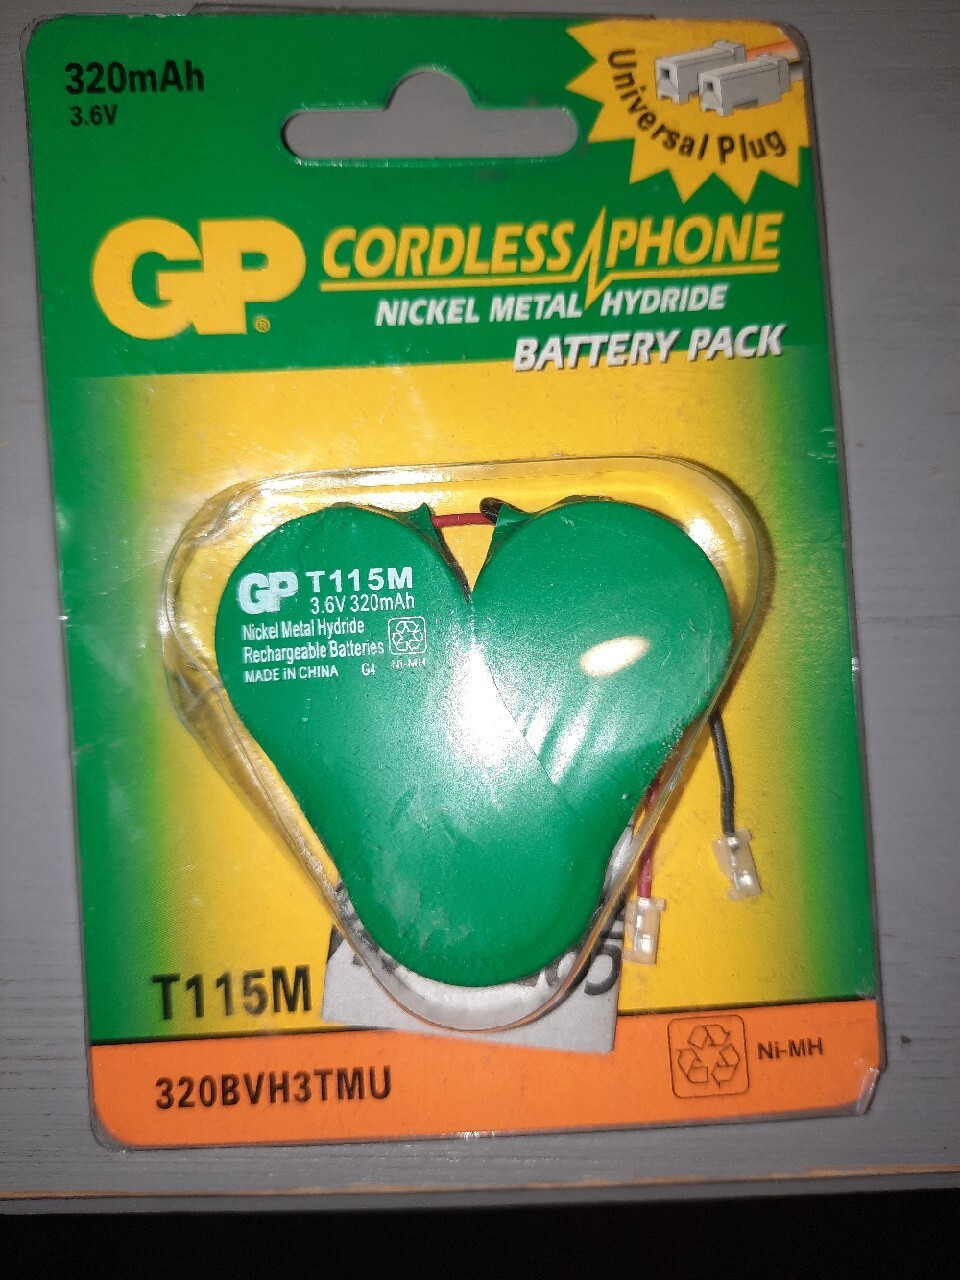 320mAh
3.6V
Universal Plug
GP®
CORDLESS PHONE
NICKEL METAL HYDRIDE
BATTERY PACK
GP T115M
3.6V 320mAh
Nickel Metal Hydride
Rechargeable Batteries
Ni-MH
MADE iN CHINA G4
T115M
320BVH3TMU
Ni-MH